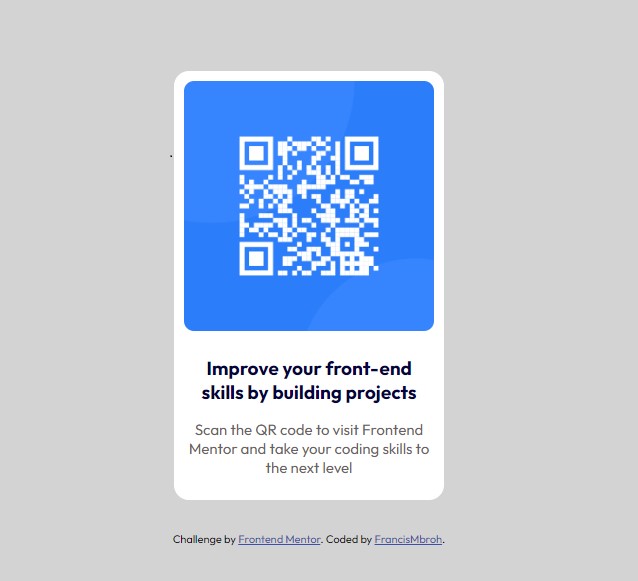 .
Improve your front-end
skills by building projects
Scan the QR code to visit Frontend
Mentor and take your coding skills to
the next level
Challenge by Frontend Mentor. Coded by FrancisMbroh.